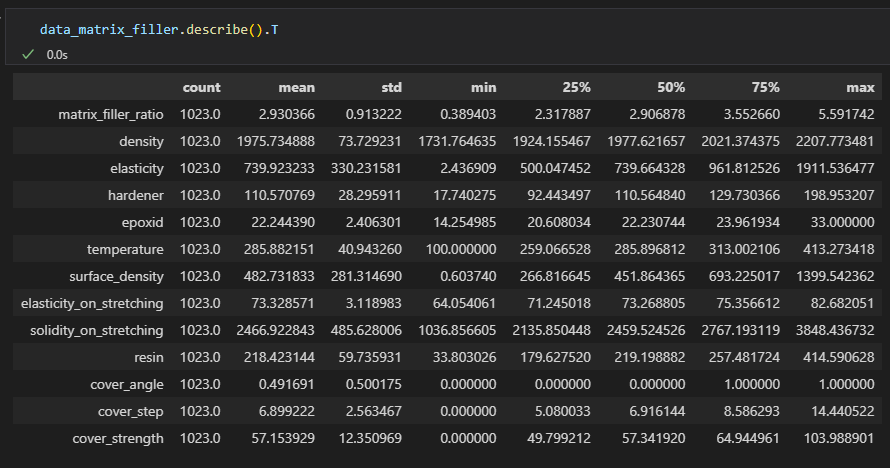 data_matrix_filler.describe().T
0.0s
count mean std min 25% 50% 75% max
matrix_filler_ratio 1023.0 2.930366 0.913222 0.389403 2.317887 2.906878 3.552660 5.591742
density 1023.0 1975.734888 73.729231 1731.764635 1924.155467 1977.621657 2021.374375 2207.773481
elasticity 1023.0 739.923233 330.231581 2.436909 500.047452 739.664328 961.812526 1911.536477
hardener 1023.0 110.570769 28.295911 17.740275 92.443497 110.564840 129.730366 198.953207
epoxid 1023.0 22.244390 2.406301 14.254985 20.608034 22.230744 23.961934 33.000000
temperature 1023.0 285.882151 40.943260 100.000000 259.066528 285.896812 313.002106 413.273418
surface_density 1023.0 482.731833 281.314690 0.603740 266.816645 451.864365 693.225017 1399.542362
elasticity_on_stretching 1023.0 73.328571 3.118983 64.054061 71.245018 73.268805 75.356612 82.682051
solidity_on_stretching 1023.0 2466.922843 485.628006 1036.856605 2135.850448 2459.524526 2767.193119 3848.436732
resin 1023.0 218.423144 59.735931 33.803026 179.627520 219.198882 257.481724 414.590628
cover_angle 1023.0 0.491691 0.500175 0.000000 0.000000 0.000000 1.000000 1.000000
cover_step 1023.0 6.899222 2.563467 0.000000 5.080033 6.916144 8.586293 14.440522
cover_strength 1023.0 57.153929 12.350969 0.000000 49.799212 57.341920 64.944961 103.988901